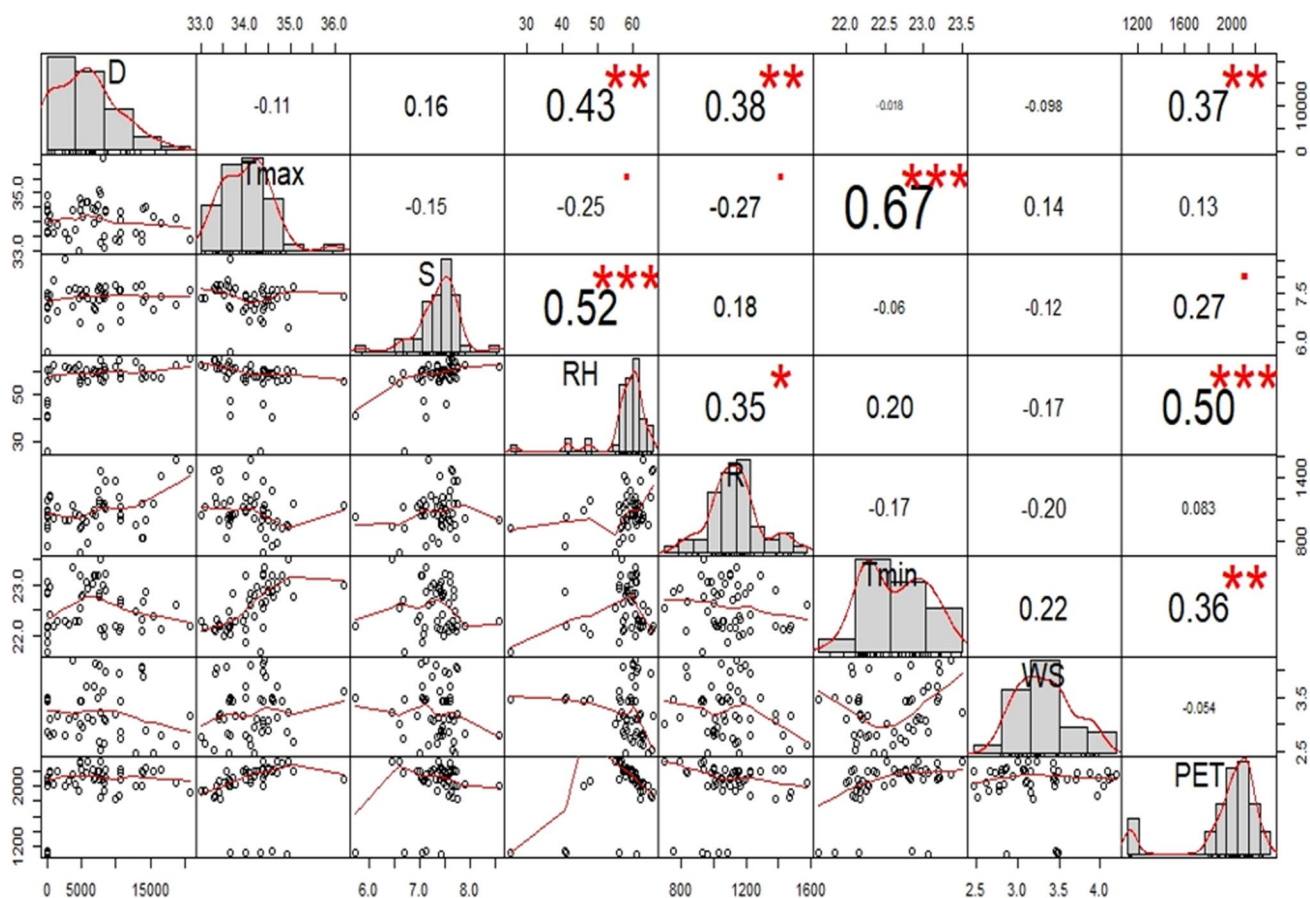 33.0 34.0 35.0 36.0 30 40 50 60 22.0 22.5 23.0 23.5 1200 1600 2000
D -0.11 0.16 0.43 ** 0.38 ** -0.018 -0.098 0.37 ** 0 10000
33.0 35.0 Tmax -0.15 -0.25 . -0.27 . 0.67 *** 0.14 0.13
S 0.52 *** 0.18 -0.06 -0.12 0.27 . 6.0 7.5
30 50 RH 0.35 * 0.20 -0.17 0.50 ***
R -0.17 -0.20 0.083 800 1400
22.0 23.0 Tmin 0.22 0.36 **
WS -0.054 2.5 3.5
1200 2000 PET
0 5000 15000 6.0 7.0 8.0 800 1200 1600 2.5 3.0 3.5 4.0